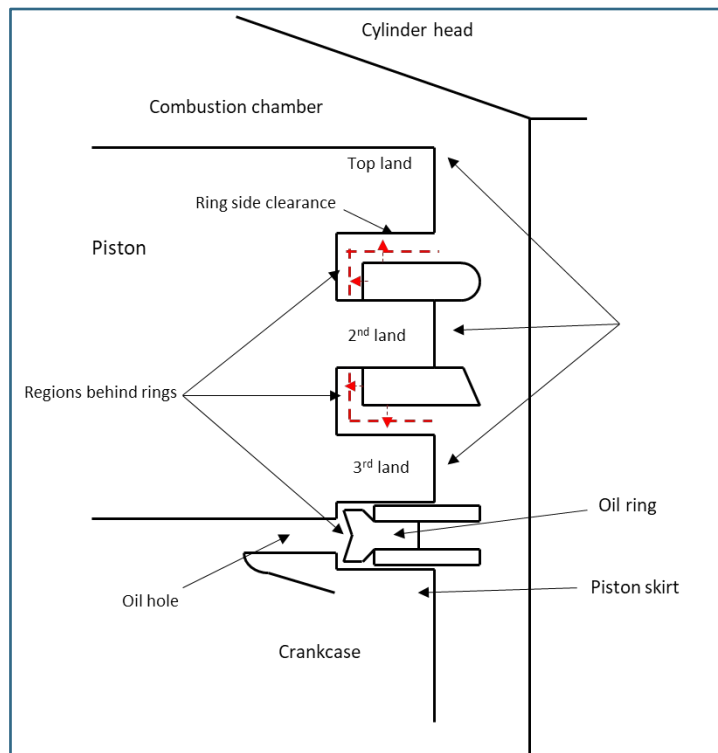 Cylinder head
Combustion chamber
Top land
Ring side clearance
Piston
2nd land
Regions behind rings
3rd land
Oil ring
Oil hole
Piston skirt
Crankcase